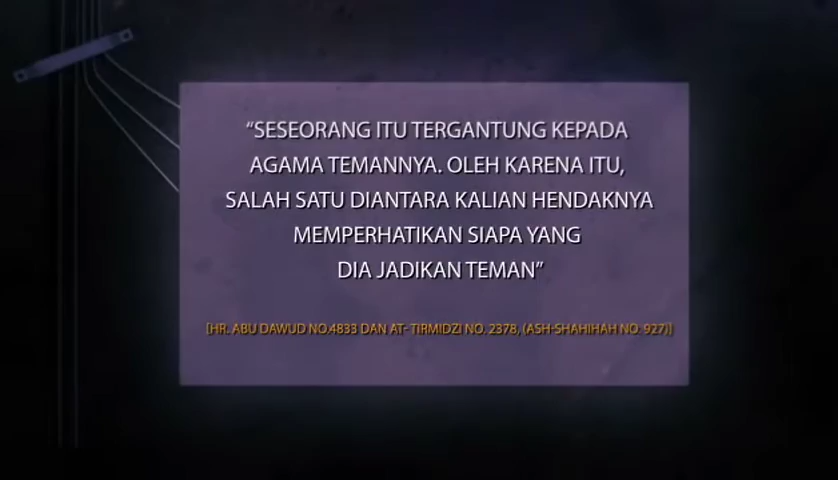 “SESEORANG ITU TERGANTUNG KEPADA
AGAMA TEMANNYA. OLEH KARENA ITU,
SALAH SATU DIANTARA KALIAN HENDAKNYA
MEMPERHATIKAN SIAPA YANG
DIA JADIKAN TEMAN”
[HR. ABU DAWUD NO.4833 DAN AT- TIRMIDZI NO. 2378, (ASH-SHAHIHAH NO. 927)]